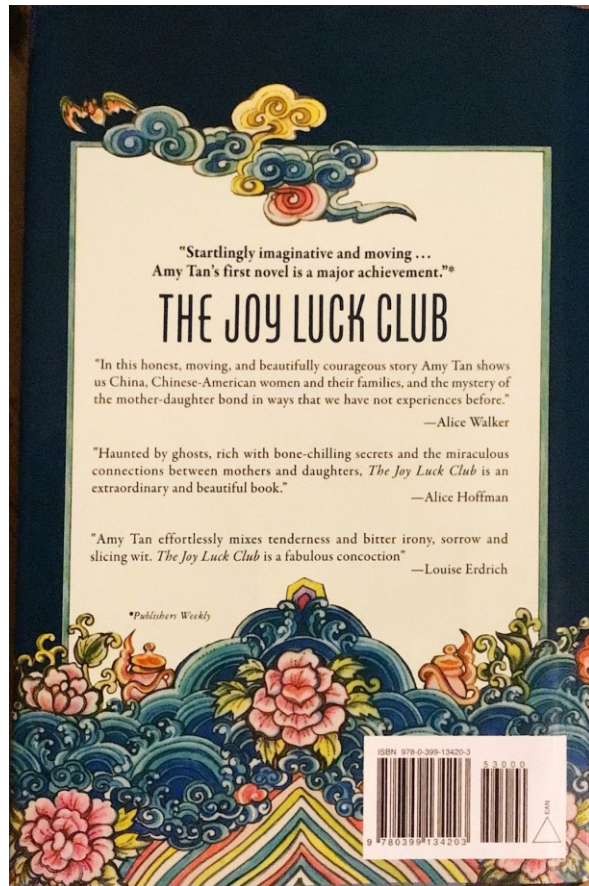 "Startlingly imaginative and moving ...
Amy Tan's first novel is a major achievement."*
THE JOY LUCK CLUB
"In this honest, moving, and beautifully courageous story Amy Tan shows
us China, Chinese-American women and their families, and the mystery of
the mother-daughter bond in ways that we have not experiences before."
—Alice Walker
"Haunted by ghosts, rich with bone-chilling secrets and the miraculous
connections between mothers and daughters, The Joy Luck Club is an
extraordinary and beautiful book."
—Alice Hoffman
"Amy Tan effortlessly mixes tenderness and bitter irony, sorrow and
slicing wit. The Joy Luck Club is a fabulous concoction"
—Louise Erdrich
*Publishers Weekly
ISBN 978-0-399-13420-3
53000
9 780399 134203
EAN